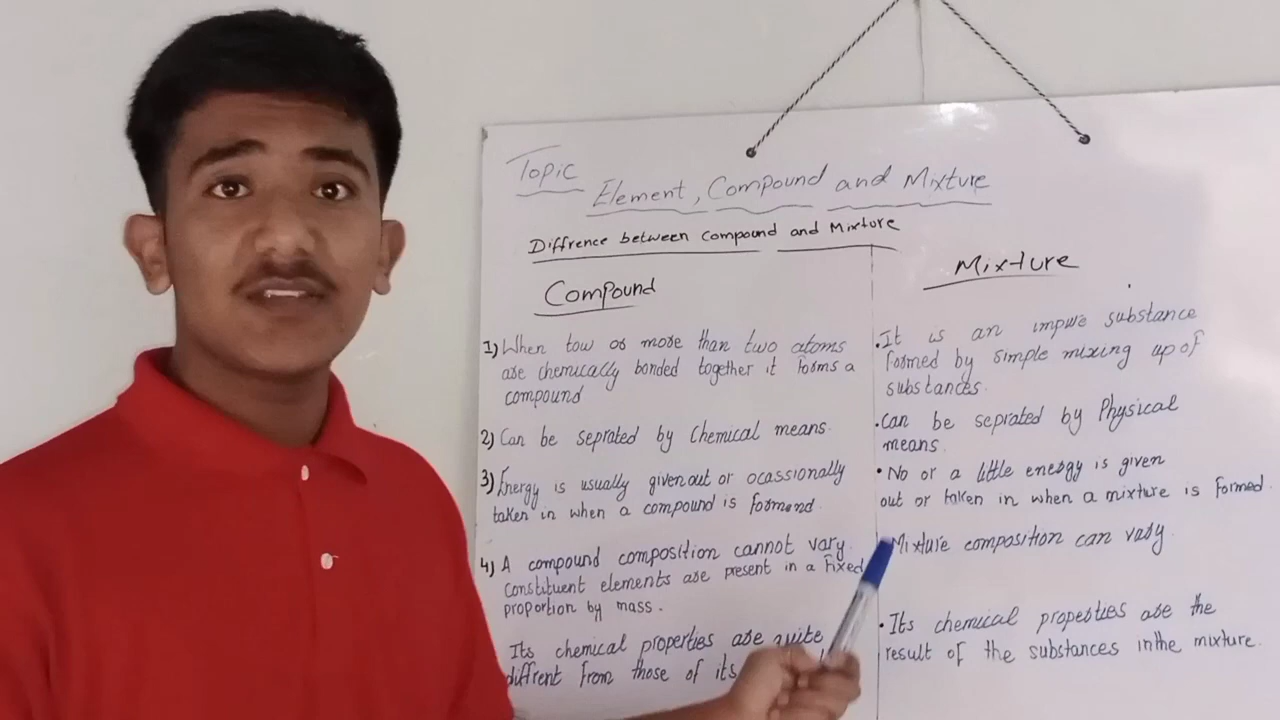 Topic
Element, Compound and Mixture
Diffrence between Compound and Mixture
Compound
1) When tow or more than two atoms
are chemically bonded together it forms a
compound
2) Can be seprated by Chemical means.
3) Energy is usually given out or ocassionally
taken in when a compound is formend.
4) A compound composition cannot vary.
constituent elements are present in a Fixed
proportion by mass.
Its chemical properties are quite
diffrent from those of its
Mixture
• It is an impure substance
formed by simple mixing up of
substances.
• Can be seprated by Physical
means.
• No or a little energy is given
out or taken in when a mixture is formed.
Mixture composition can vary
• Its chemical properties are the
result of the substances in the mixture.